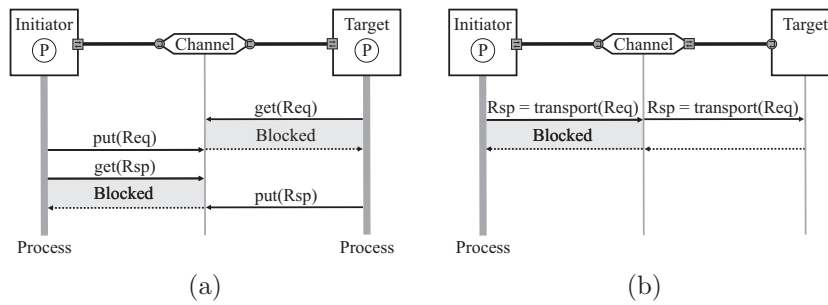 Initiator
P
Channel
Target
P
get(Req)
Blocked
put(Req)
get(Rsp)
Blocked
put(Rsp)
Process
Process
(a)
Initiator
P
Channel
Target
Rsp = transport(Req)
Rsp = transport(Req)
Blocked
Process
(b)